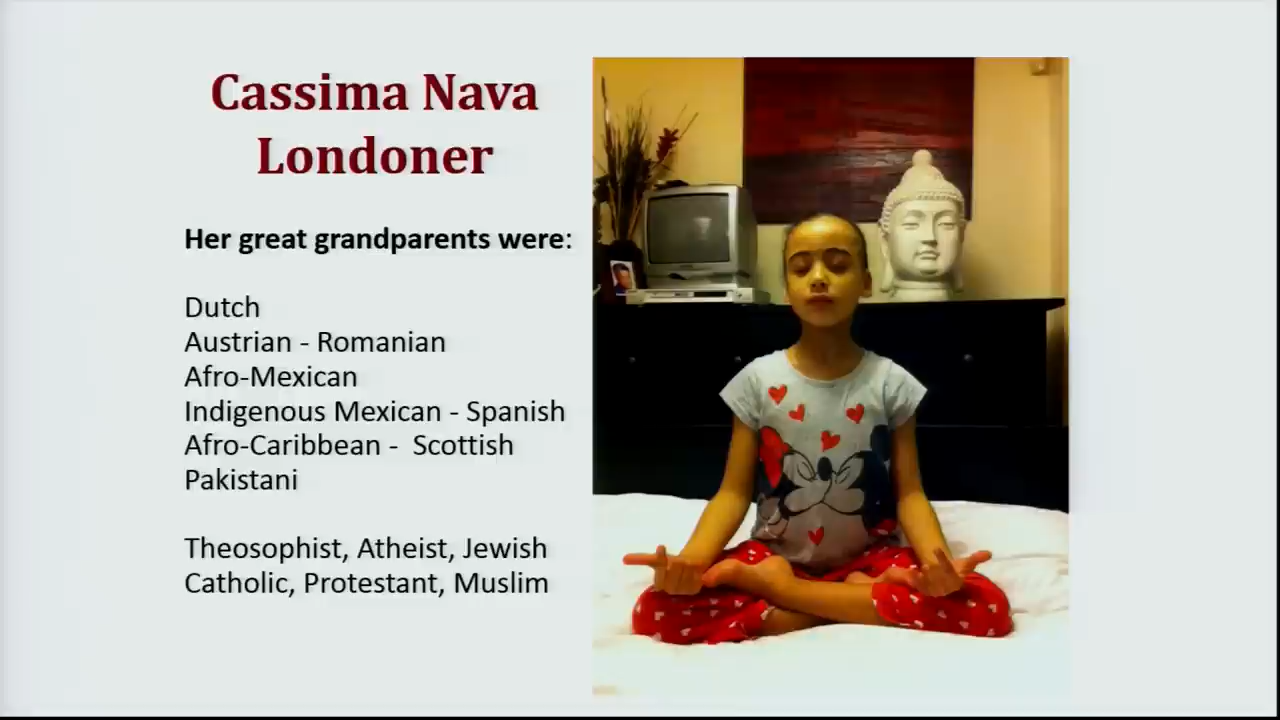 Cassima Nava
Londoner
Her great grandparents were:
Dutch
Austrian - Romanian
Afro-Mexican
Indigenous Mexican - Spanish
Afro-Caribbean - Scottish
Pakistani
Theosophist, Atheist, Jewish
Catholic, Protestant, Muslim